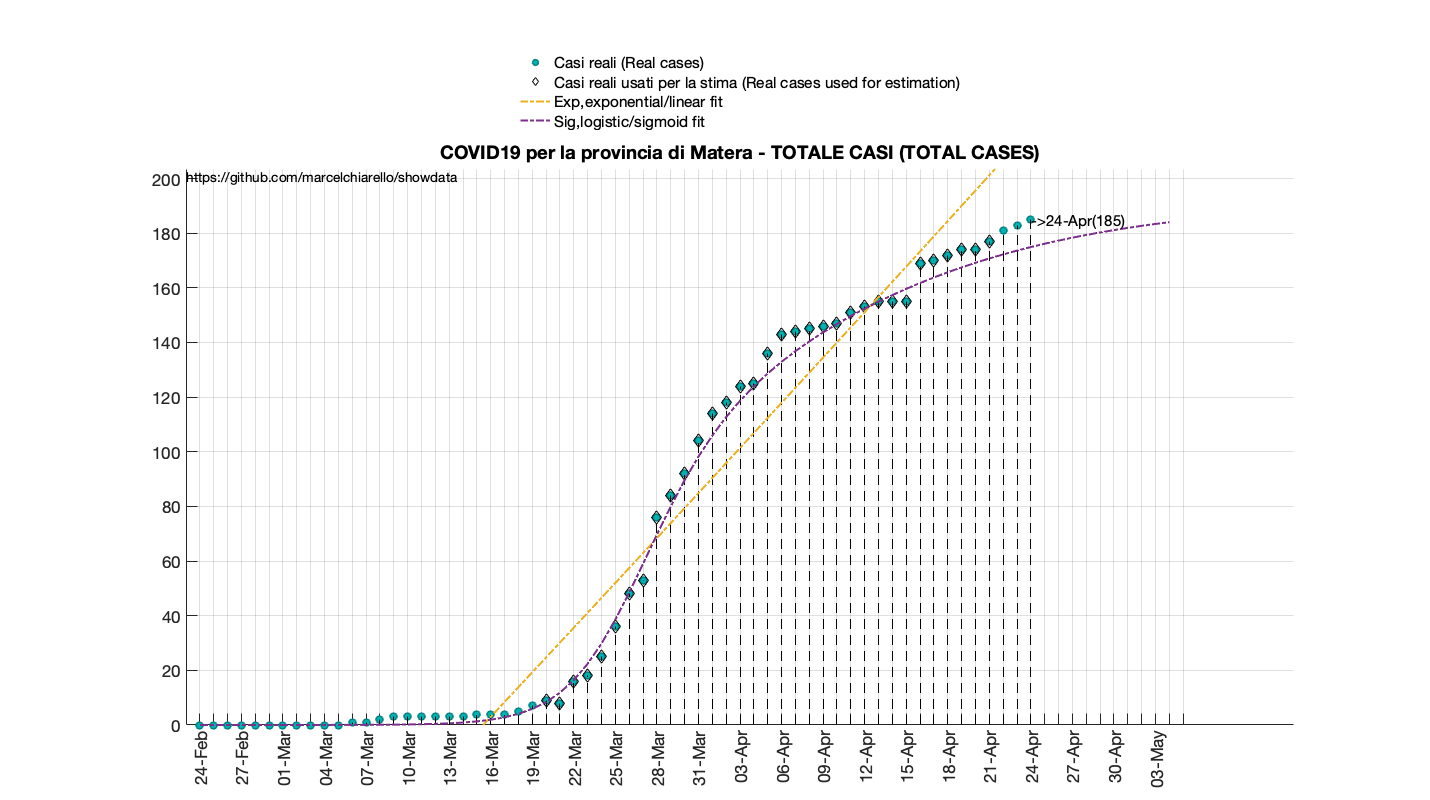 Casi reali (Real cases)
Casi reali usati per la stima (Real cases used for estimation)
Exp,exponential/linear fit
Sig,logistic/sigmoid fit
COVID19 per la provincia di Matera - TOTALE CASI (TOTAL CASES)
https://github.com/marcelchiarello/showdata
200
180
160
140
120
100
80
60
40
20
0
->24-Apr(185)
24-Feb
27-Feb
01-Mar
04-Mar
07-Mar
10-Mar
13-Mar
16-Mar
19-Mar
22-Mar
25-Mar
28-Mar
31-Mar
03-Apr
06-Apr
09-Apr
12-Apr
15-Apr
18-Apr
21-Apr
24-Apr
27-Apr
30-Apr
03-May